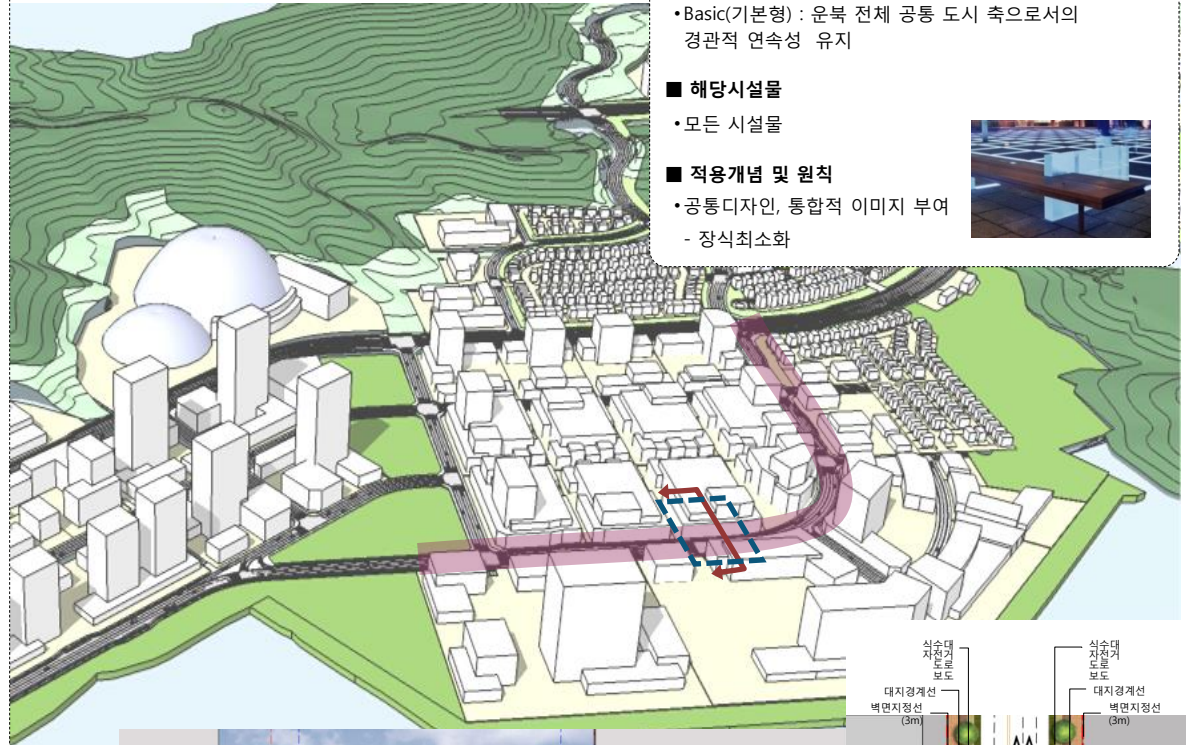 •Basic(기본형) : 운북 전체 공통 도시 축으로서의
경관적 연속성 유지
■ 해당시설물
•모든 시설물
■ 적용개념 및 원칙
•공통디자인, 통합적 이미지 부여
- 장식최소화
식수대
자전거
도로
보도
대지경계선
벽면지정선
(3m)
식수대
자전거
도로
보도
대지경계선
벽면지정선
(3m)